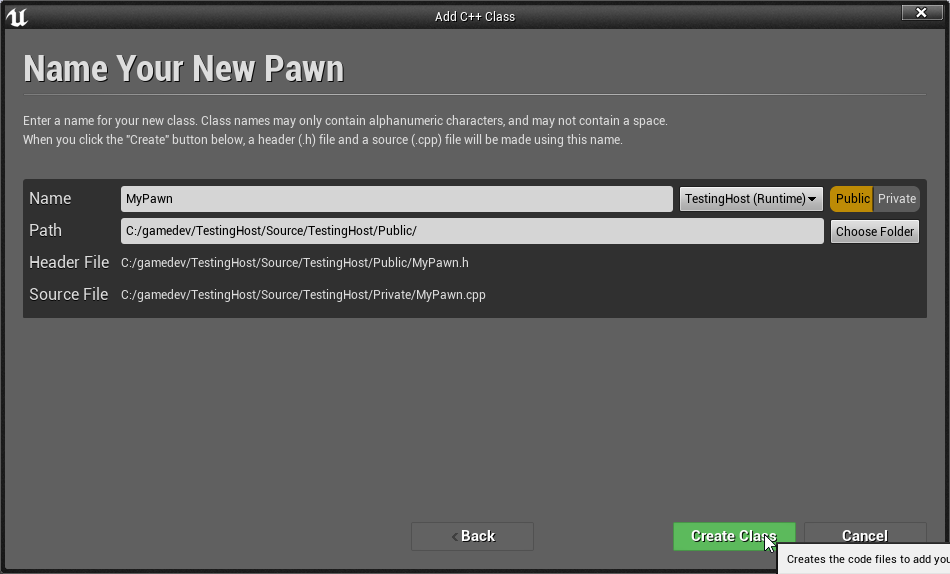 Add C++ Class
Name Your New Pawn
Enter a name for your new class. Class names may only contain alphanumeric characters, and may not contain a space.
When you click the "Create" button below, a header (.h) file and a source (.cpp) file will be made using this name.
Name MyPawn TestingHost (Runtime) Public Private
Path C:/gamedev/TestingHost/Source/TestingHost/Public/ Choose Folder
Header File C:/gamedev/TestingHost/Source/TestingHost/Public/MyPawn.h
Source File C:/gamedev/TestingHost/Source/TestingHost/Private/MyPawn.cpp
Back Create Class Cancel
Creates the code files to add